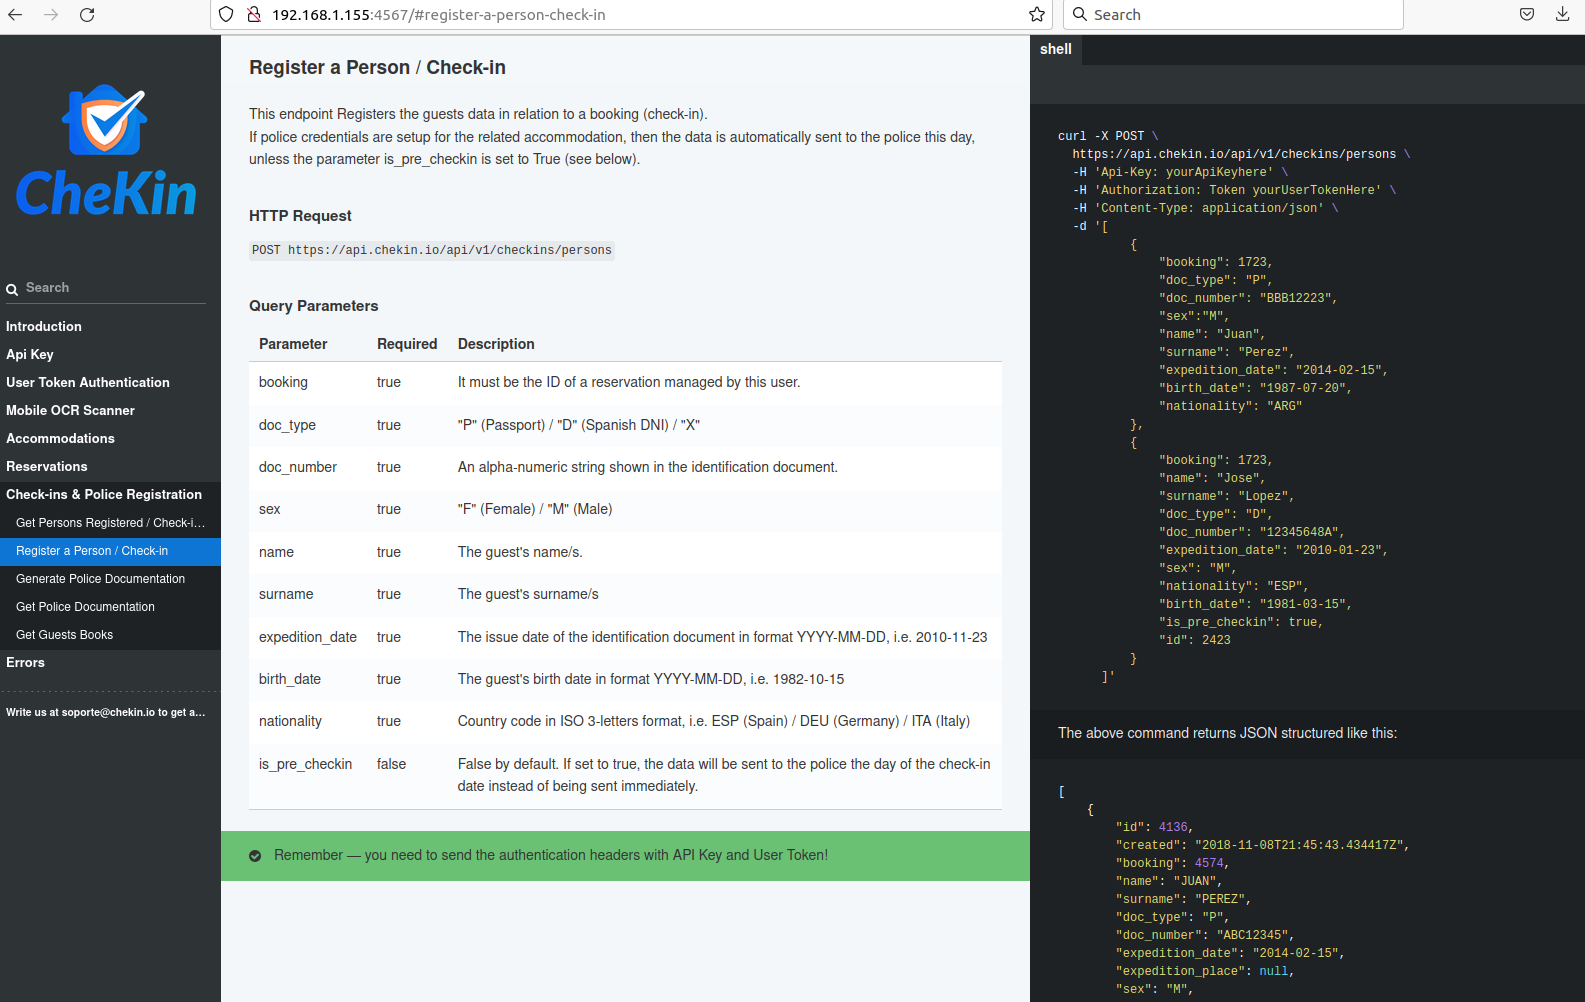 192.168.1.155:4567/#register-a-person-check-in
Search
CheKin
Search
Introduction
Api Key
User Token Authentication
Mobile OCR Scanner
Accommodations
Reservations
Check-ins & Police Registration
Get Persons Registered / Check-i...
Register a Person / Check-in
Generate Police Documentation
Get Police Documentation
Get Guests Books
Errors
Write us at soporte@chekin.io to get a...
Register a Person / Check-in
This endpoint Registers the guests data in relation to a booking (check-in).
If police credentials are setup for the related accommodation, then the data is automatically sent to the police this day,
unless the parameter is_pre_checkin is set to True (see below).
HTTP Request
POST https://api.chekin.io/api/v1/checkins/persons
Query Parameters
Parameter Required Description
booking true It must be the ID of a reservation managed by this user.
doc_type true "P" (Passport) / "D" (Spanish DNI) / "X"
doc_number true An alpha-numeric string shown in the identification document.
sex true "F" (Female) / "M" (Male)
name true The guest's name/s.
surname true The guest's surname/s
expedition_date true The issue date of the identification document in format YYYY-MM-DD, i.e. 2010-11-23
birth_date true The guest's birth date in format YYYY-MM-DD, i.e. 1982-10-15
nationality true Country code in ISO 3-letters format, i.e. ESP (Spain) / DEU (Germany) / ITA (Italy)
is_pre_checkin false False by default. If set to true, the data will be sent to the police the day of the check-in
date instead of being sent immediately.
Remember — you need to send the authentication headers with API Key and User Token!
shell
curl -X POST \
https://api.chekin.io/api/v1/checkins/persons \
-H 'Api-Key: yourApiKeyhere' \
-H 'Authorization: Token yourUserTokenHere' \
-H 'Content-Type: application/json' \
-d '[
{
"booking": 1723,
"doc_type": "P",
"doc_number": "BBB12223",
"sex":"M",
"name": "Juan",
"surname": "Perez",
"expedition_date": "2014-02-15",
"birth_date": "1987-07-20",
"nationality": "ARG"
},
{
"booking": 1723,
"name": "Jose",
"surname": "Lopez",
"doc_type": "D",
"doc_number": "12345648A",
"expedition_date": "2010-01-23",
"sex": "M",
"nationality": "ESP",
"birth_date": "1981-03-15",
"is_pre_checkin": true,
"id": 2423
}
]'
The above command returns JSON structured like this:
[
{
"id": 4136,
"created": "2018-11-08T21:45:43.434417Z",
"booking": 4574,
"name": "JUAN",
"surname": "PEREZ",
"doc_type": "P",
"doc_number": "ABC12345",
"expedition_date": "2014-02-15",
"expedition_place": null,
"sex": "M",